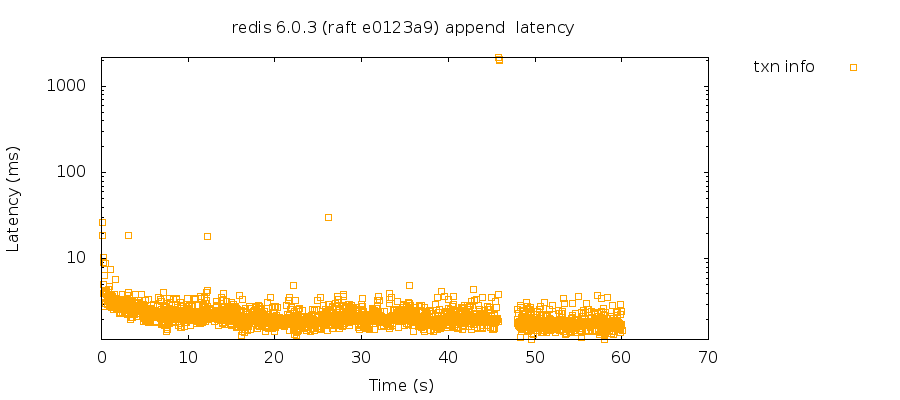 redis 6.0.3 (raft e0123a9) append  latency
txn info
1000
100
10
Latency (ms)
0 10 20 30 40 50 60 70
Time (s)